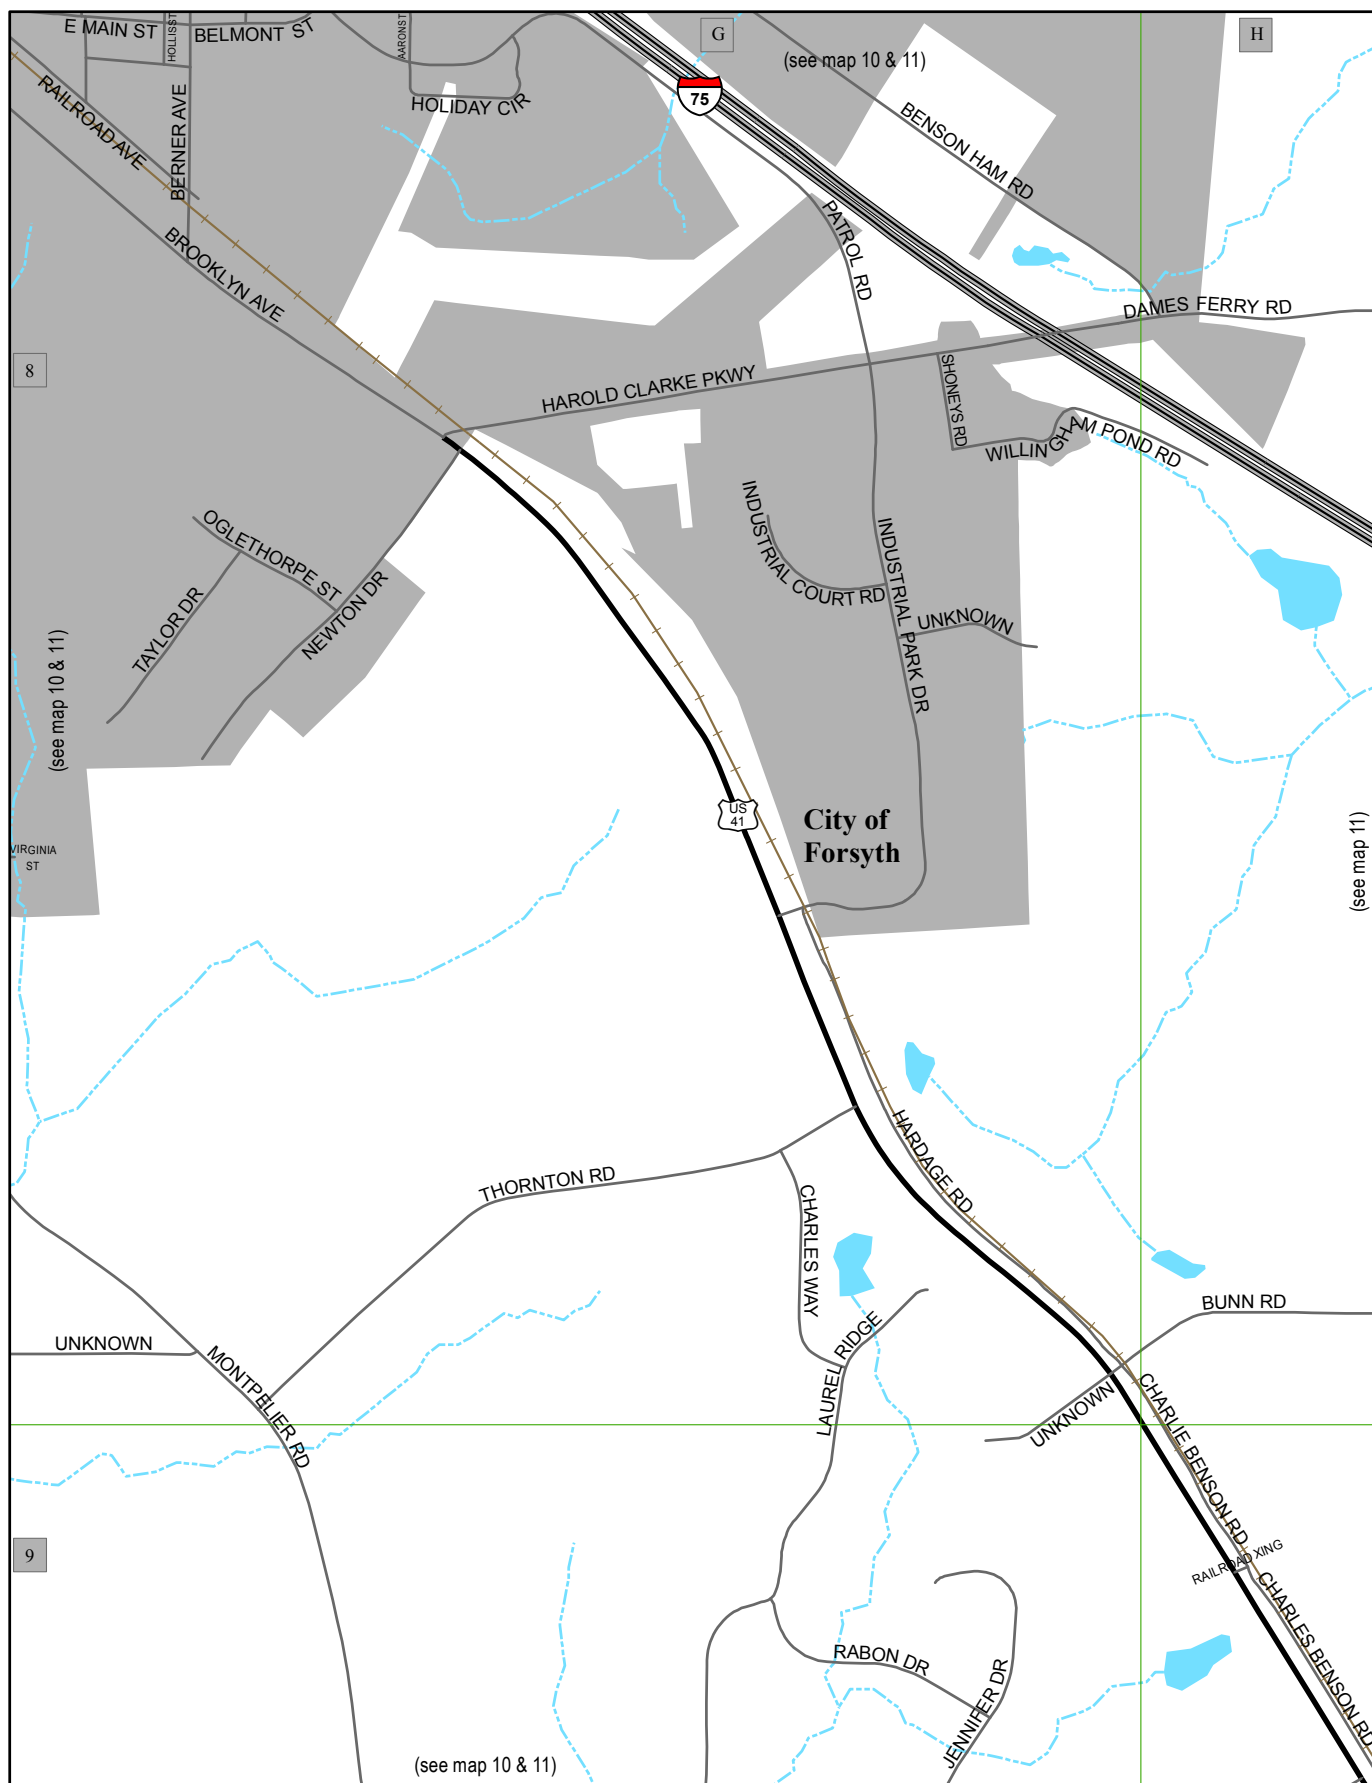 E MAIN ST
HOLLIS ST
BELMONT ST
AARON ST
G
H
(see map 10 & 11)
75
HOLIDAY CIR
RAILROAD AVE
BERNER AVE
BENSON HAM RD
PATROL RD
BROOKLYN AVE
DAMES FERRY RD
8
HAROLD CLARKE PKWY
SHONEYS RD
WILLINGHAM POND RD
OGLETHORPE ST
INDUSTRIAL COURT RD
INDUSTRIAL PARK DR
TAYLOR DR
NEWTON DR
UNKNOWN
(see map 10 & 11)
US
41
City of
Forsyth
VIRGINIA
ST
(see map 11)
HARDAGE RD
THORNTON RD
CHARLES WAY
BUNN RD
LAUREL RIDGE
UNKNOWN
MONTPELIER RD
UNKNOWN
CHARLIE BENSON RD
9
RAILROAD XING
CHARLES BENSON RD
RABON DR
JENNIFER DR
(see map 10 & 11)